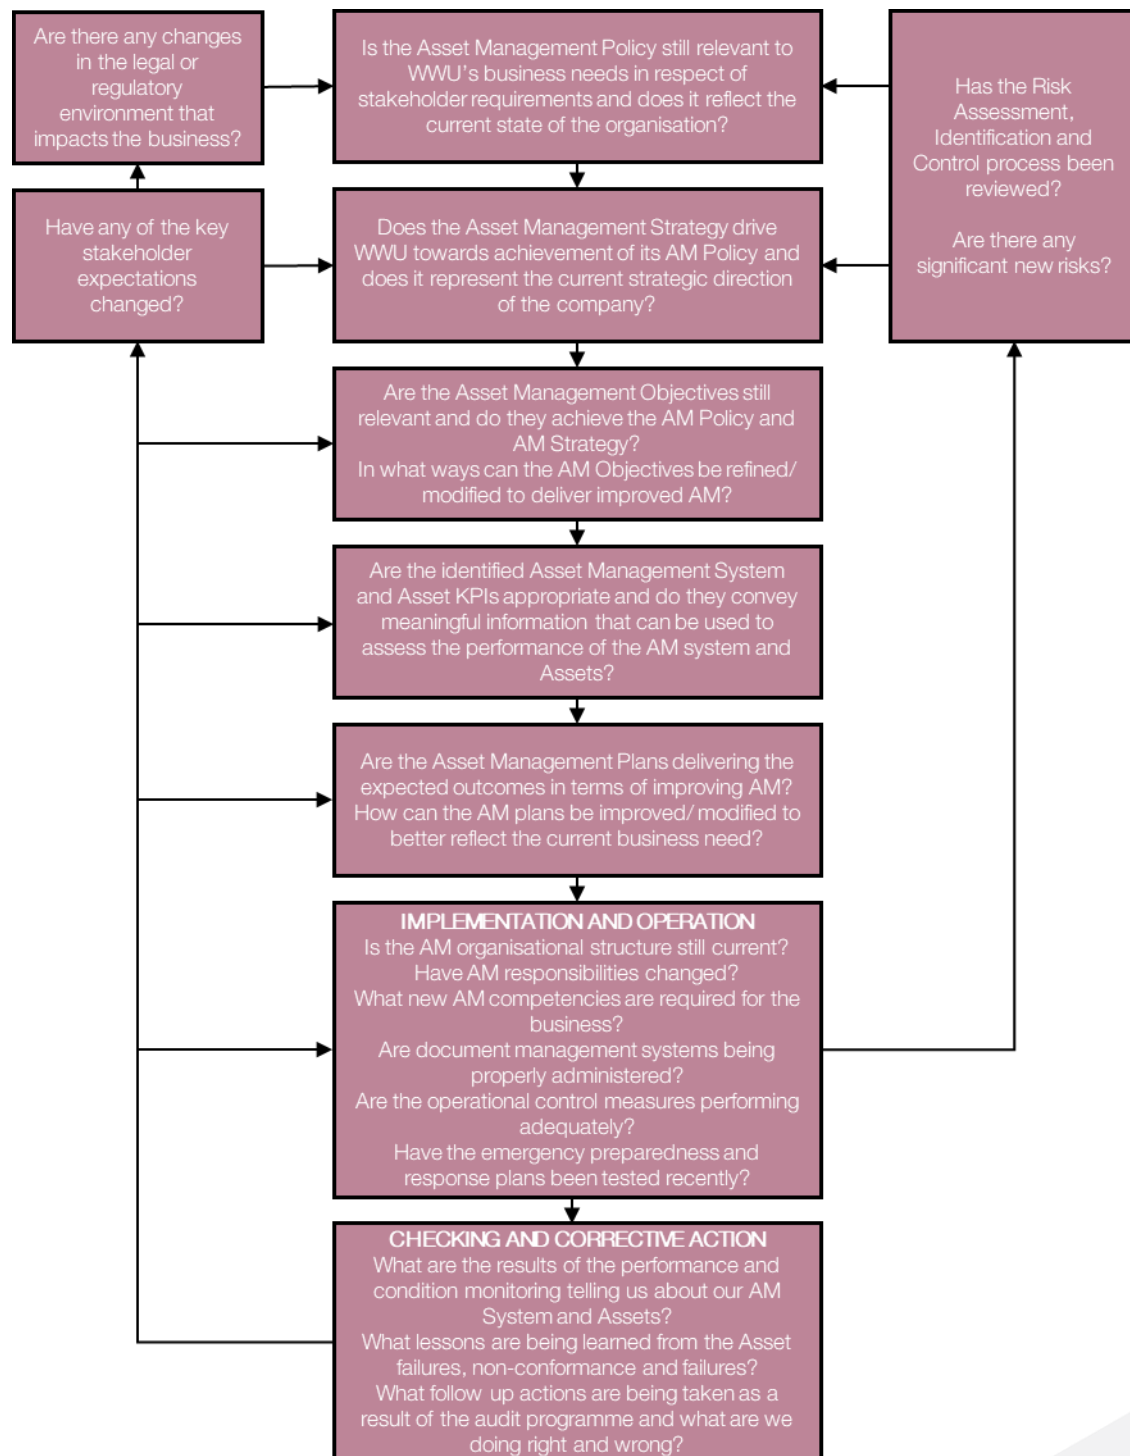 Are there any changes
in the legal or
regulatory
environment that
impacts the business?
Is the Asset Management Policy still relevant to
WWU's business needs in respect of
stakeholder requirements and does it reflect the
current state of the organisation?
Has the Risk
Assessment,
Identification and
Control process been
reviewed?
Are there any
significant new risks?
Have any of the key
stakeholder
expectations
changed?
Does the Asset Management Strategy drive
WWU towards achievement of its AM Policy and
does it represent the current strategic direction
of the company?
Are the Asset Management Objectives still
relevant and do they achieve the AM Policy and
AM Strategy?
In what ways can the AM Objectives be refined/
modified to deliver improved AM?
Are the identified Asset Management System
and Asset KPIs appropriate and do they convey
meaningful information that can be used to
assess the performance of the AM system and
Assets?
Are the Asset Management Plans delivering the
expected outcomes in terms of improving AM?
How can the AM plans be improved/ modified to
better reflect the current business need?
IMPLEMENTATION AND OPERATION
Is the AM organisational structure still current?
Have AM responsibilities changed?
What new AM competencies are required for the
business?
Are document management systems being
properly administered?
Are the operational control measures performing
adequately?
Have the emergency preparedness and
response plans been tested recently?
CHECKING AND CORRECTIVE ACTION
What are the results of the performance and
condition monitoring telling us about our AM
System and Assets?
What lessons are being learned from the Asset
failures, non-conformance and failures?
What follow up actions are being taken as a
result of the audit programme and what are we
doing right and wrong?